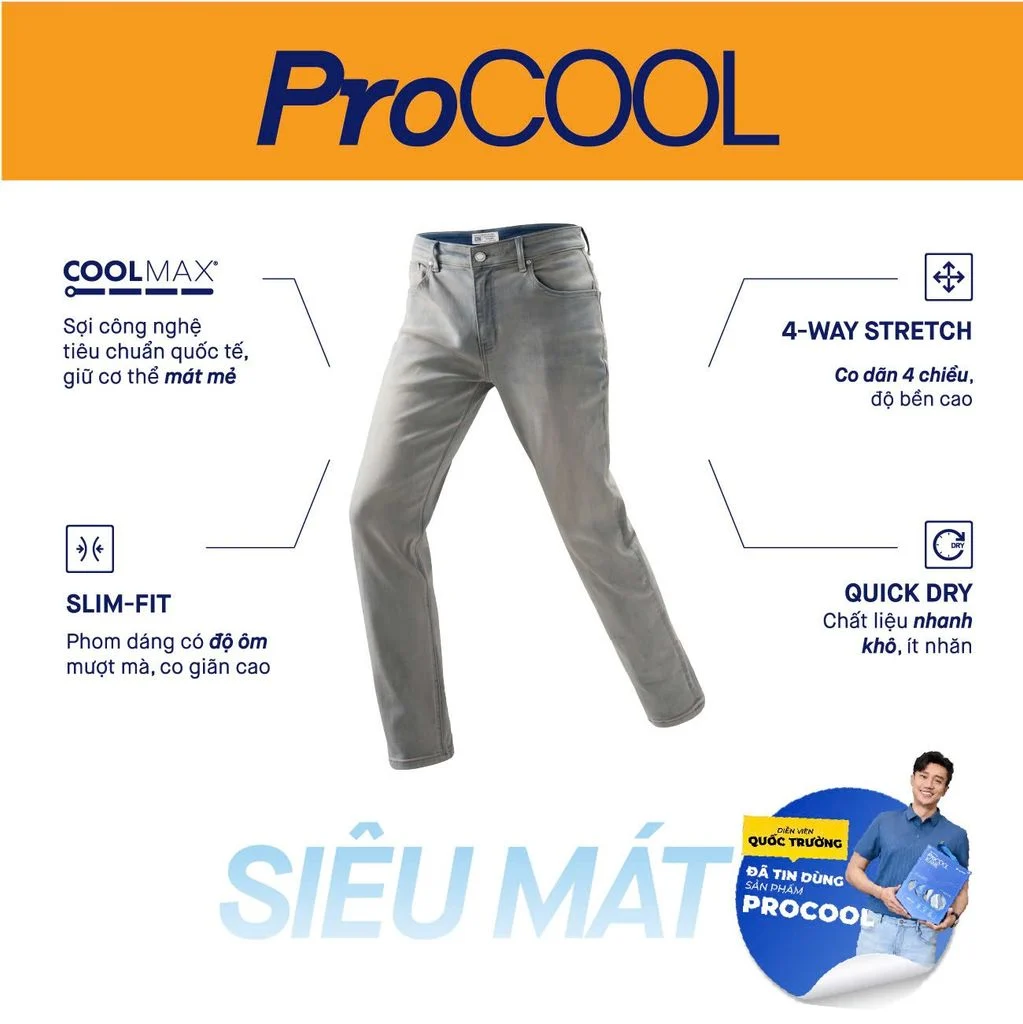 ProCOOL
COOLMAX®
Sợi công nghệ
tiêu chuẩn quốc tế,
giữ cơ thể mát mẻ
4-WAY STRETCH
Co dãn 4 chiều,
độ bền cao
SLIM-FIT
Phom dáng có độ ôm
mượt mà, co giãn cao
DRY
QUICK DRY
Chất liệu nhanh
khô, ít nhăn
SIÊU MÁT
DIỄN VIÊN
QUỐC TRƯỜNG
ĐÃ TIN DÙNG
SẢN PHẨM
PROCOOL